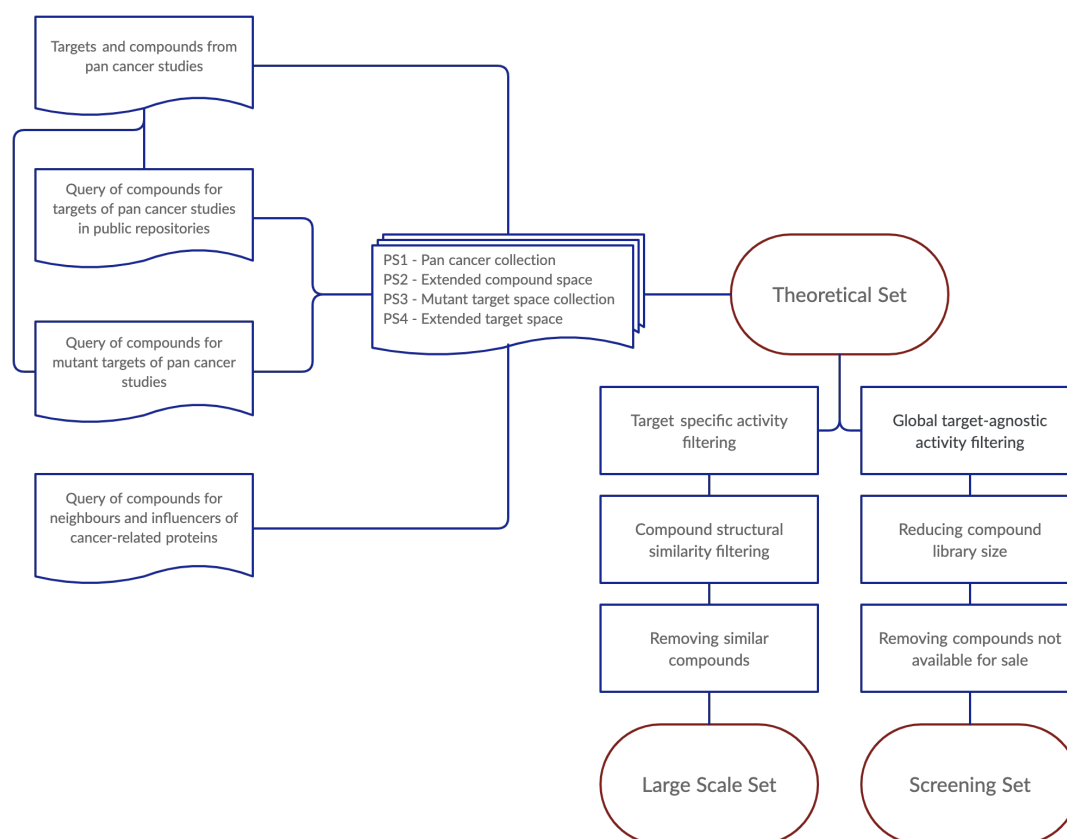 Targets and compounds from
pan cancer studies
Query of compounds for
targets of pan cancer studies
in public repositories
Query of compounds for
mutant targets of pan cancer
studies
Query of compounds for
neighbours and influencers of
cancer-related proteins
PS1 - Pan cancer collection
PS2 - Extended compound space
PS3 - Mutant target space collection
PS4 - Extended target space
Theoretical Set
Target specific activity
filtering
Compound structural
similarity filtering
Removing similar
compounds
Large Scale Set
Global target-agnostic
activity filtering
Reducing compound
library size
Removing compounds not
available for sale
Screening Set